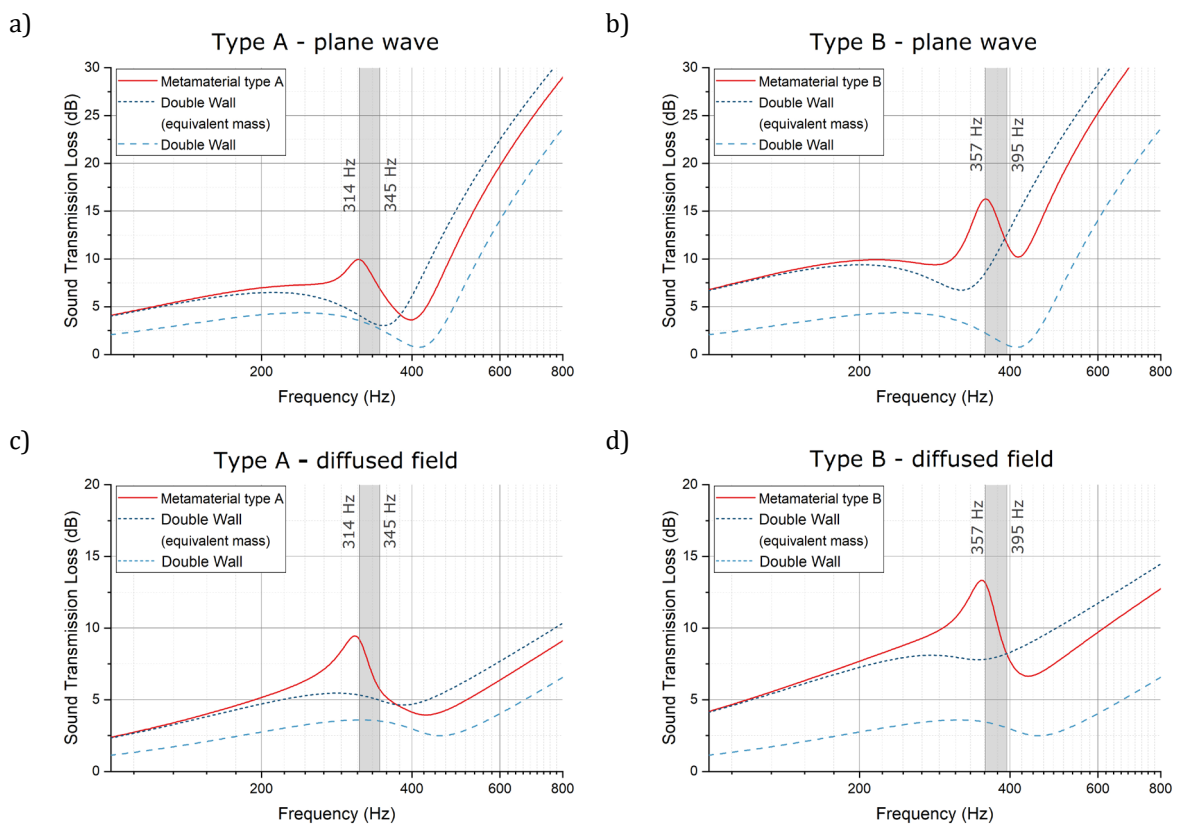 a)
Type A - plane wave
Metamaterial type A
Double Wall
(equivalent mass)
Double Wall
314 Hz
345 Hz
30
25
20
15
10
5
0
Sound Transmission Loss (dB)
200
400
600
800
Frequency (Hz)
b)
Type B - plane wave
Metamaterial type B
Double Wall
(equivalent mass)
Double Wall
357 Hz
395 Hz
30
25
20
15
10
5
0
Sound Transmission Loss (dB)
200
400
600
800
Frequency (Hz)
c)
Type A - diffused field
Metamaterial type A
Double Wall
(equivalent mass)
Double Wall
314 Hz
345 Hz
20
15
10
5
0
Sound Transmission Loss (dB)
200
400
600
800
Frequency (Hz)
d)
Type B - diffused field
Metamaterial type B
Double Wall
(equivalent mass)
Double Wall
357 Hz
395 Hz
20
15
10
5
0
Sound Transmission Loss (dB)
200
400
600
800
Frequency (Hz)